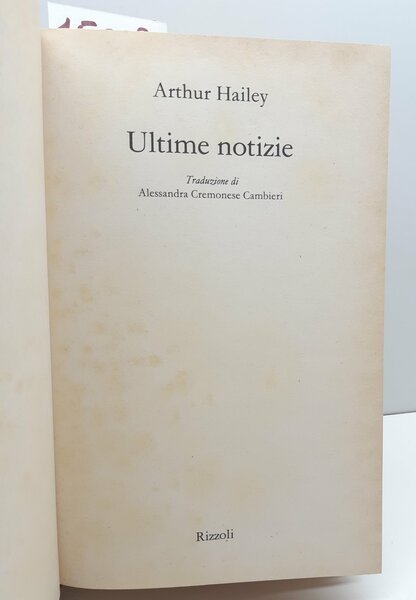 Arthur Hailey
Ultime notizie
Traduzione di
Alessandra Cremonese Cambieri
Rizzoli